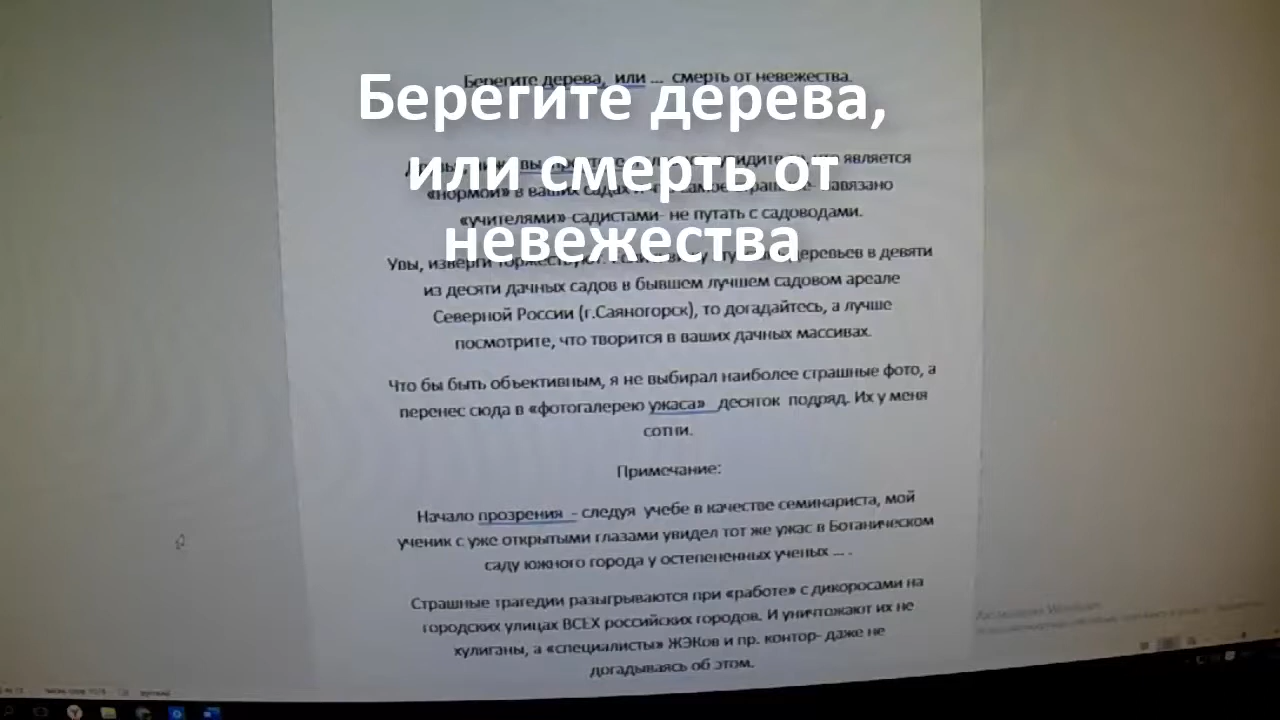 Берегите дерева, или ... смерть от невежества.
Берегите дерева,
или смерть от
невежества
является
«нормой» в ваших садах
навязано
«учителями»-садистами- не путать с садоводами.
Увы, изверги торжествуют. деревьев в девяти
из десяти дачных садов в бывшем лучшем садовом ареале
Северной России (г.Саяногорск), то догадайтесь, а лучше
посмотрите, что творится в ваших дачных массивах.
Что бы быть объективным, я не выбирал наиболее страшные фото, а
перенес сюда в «фотогалерею ужаса» десяток подряд. Их у меня
сотни.
Примечание:
Начало прозрения - следуя учебе в качестве семинариста, мой
ученик с уже открытыми глазами увидел тот же ужас в Ботаническом
саду южного города у остепененных ученых ... .
Страшные трагедии разыгрываются при «работе» с дикоросами на
городских улицах ВСЕХ российских городов. И уничтожают их не
хулиганы, а «специалисты» ЖЭКов и пр. контор- даже не
догадываясь об этом.